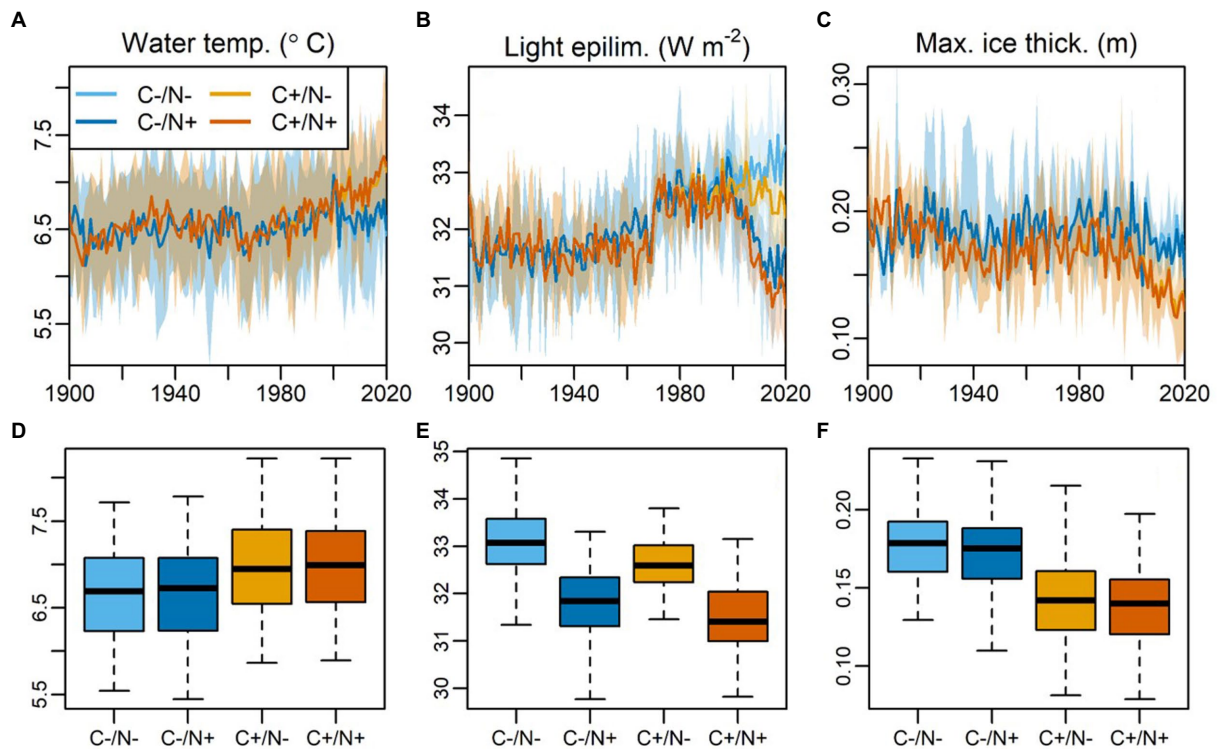 A
B
C
Water temp. (° C)
Light epilim. (W m⁻²)
Max. ice thick. (m)
C-/N-
C+/N-
C-/N+
C+/N+
7.5
6.5
5.5
34
33
32
31
30
0.30
0.20
0.10
1900 1940 1980 2020
1900 1940 1980 2020
1900 1940 1980 2020
D
E
F
7.5
6.5
5.5
35
34
33
32
31
30
0.20
0.15
0.10
C-/N- C-/N+ C+/N- C+/N+
C-/N- C-/N+ C+/N- C+/N+
C-/N- C-/N+ C+/N- C+/N+